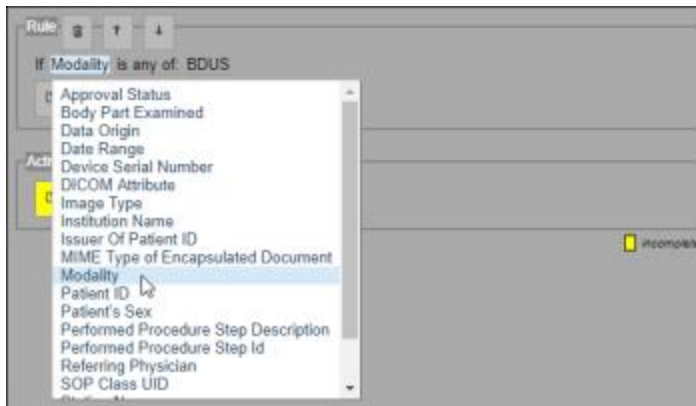 Rule
If Modality is any of: BDUS
Approval Status
Body Part Examined
Data Origin
Date Range
Device Serial Number
DICOM Attribute
Image Type
Institution Name
Issuer Of Patient ID
MIME Type of Encapsulated Document
Modality
Patient ID
Patient's Sex
Performed Procedure Step Description
Performed Procedure Step Id
Referring Physician
SOP Class UID